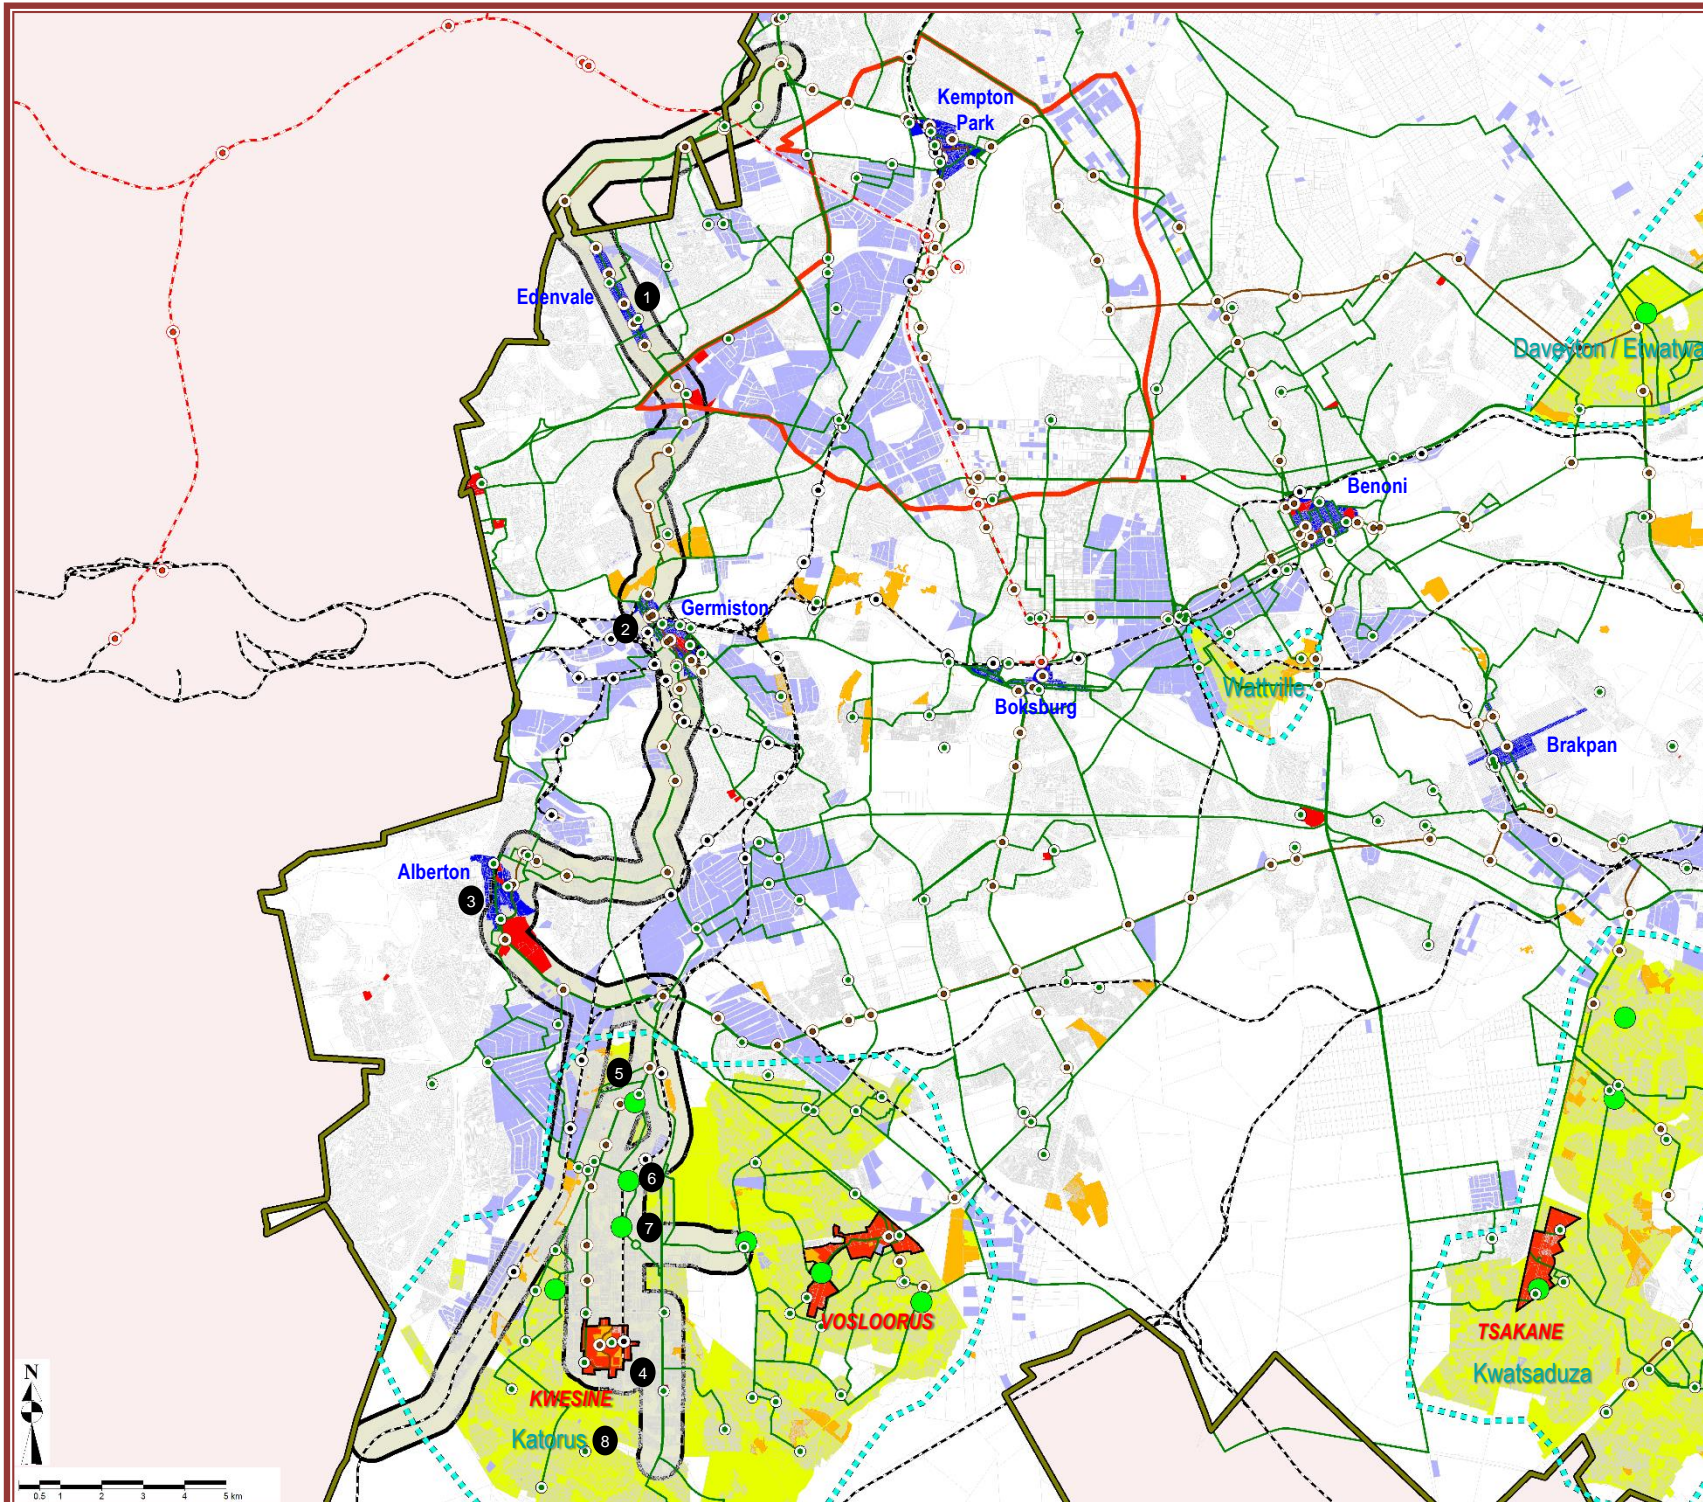 Kempton
Park
Edenvale
1
Daveyton / Etwatwa
Benoni
Germiston
2
Wattville
Boksburg
Brakpan
Alberton
3
5
6
7
VOSLOORUS
TSAKANE
4
Kwatsaduza
KWESINE
Katorus
8
N
0.5 1 2 3 4 5 km